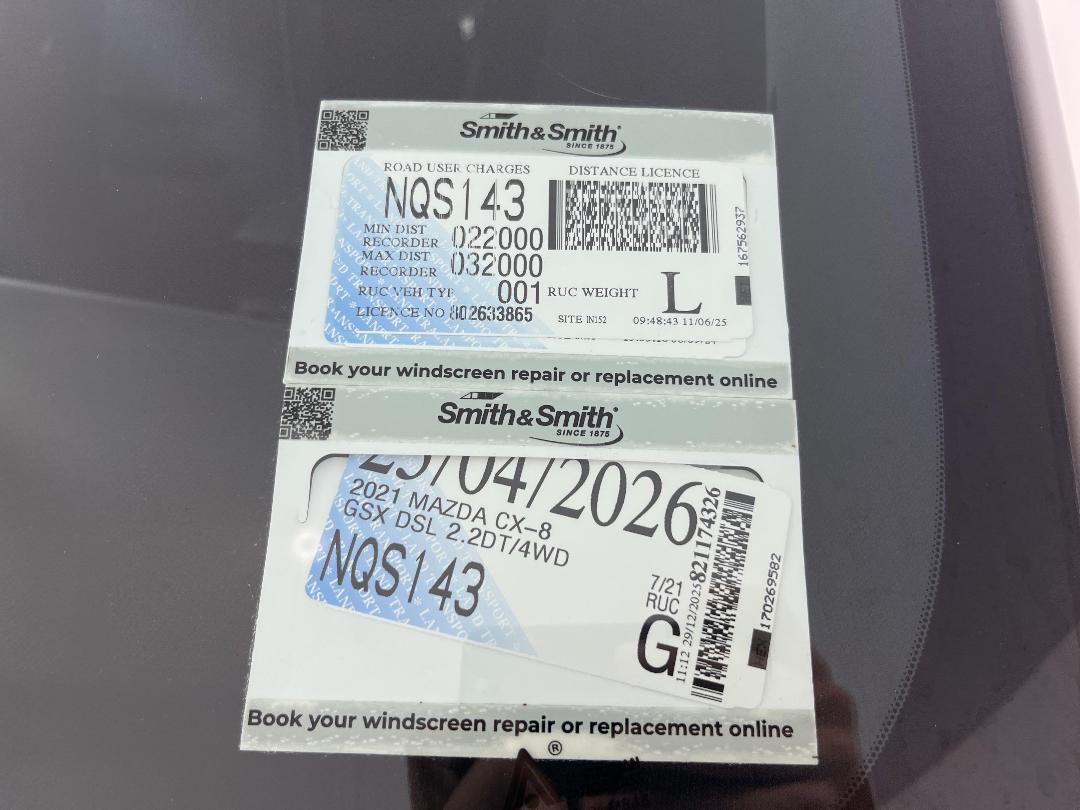 Smith&Smith®
SINCE 1875
ROAD USER CHARGES DISTANCE LICENCE
NQS143
MIN DIST
RECORDER 022000
MAX DIST
RECORDER 032000
RUC VEH TYP 001 RUC WEIGHT L
LICENCE NO 802633865 SITE IN152 09:48:43 11/06/25
167562937
Book your windscreen repair or replacement online
Smith&Smith®
SINCE 1875
/04/2026
2021 MAZDA CX-8
GSX DSL 2.2DT/4WD
NQS143
7/21
RUC
G
11:12 29/12/2025 821174326
170269582
Book your windscreen repair or replacement online
®